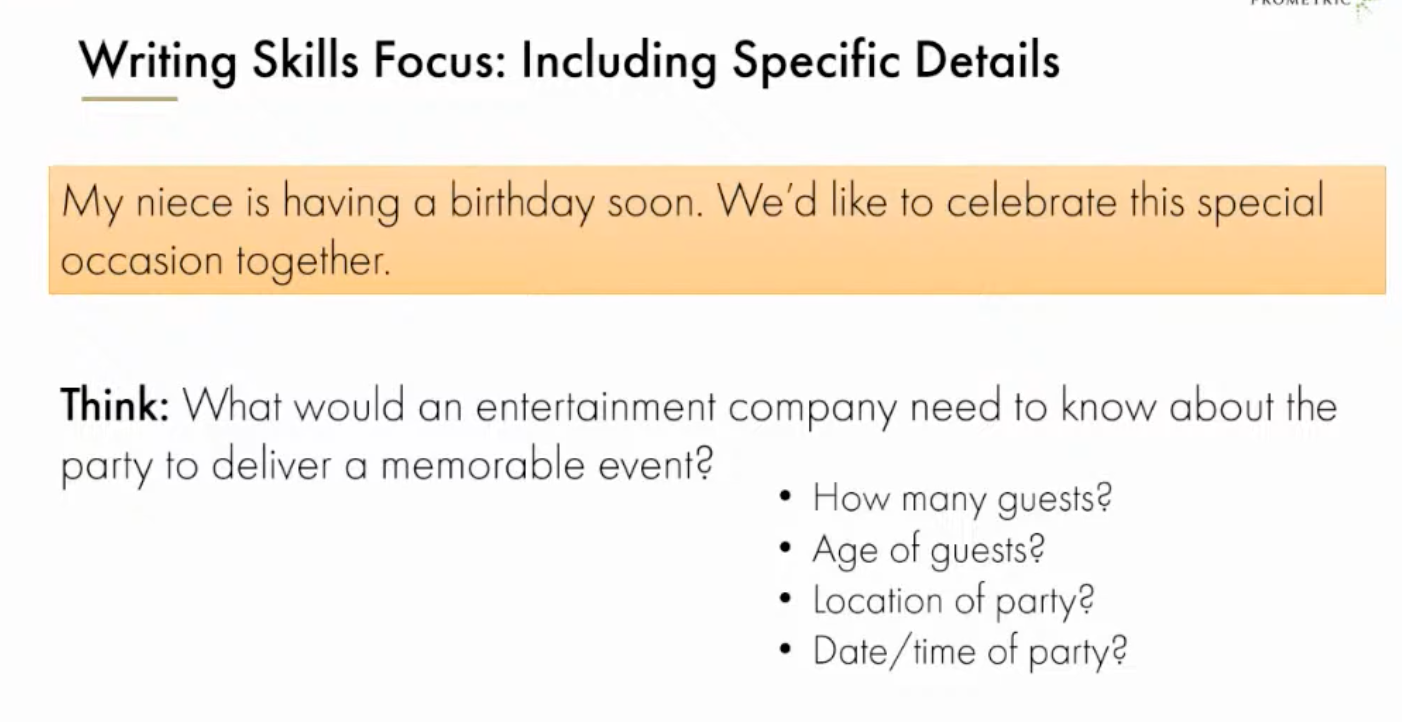 PROMETRIC
Writing Skills Focus: Including Specific Details
My niece is having a birthday soon. We’d like to celebrate this special
occasion together.
Think: What would an entertainment company need to know about the
party to deliver a memorable event?
• How many guests?
• Age of guests?
• Location of party?
• Date/time of party?